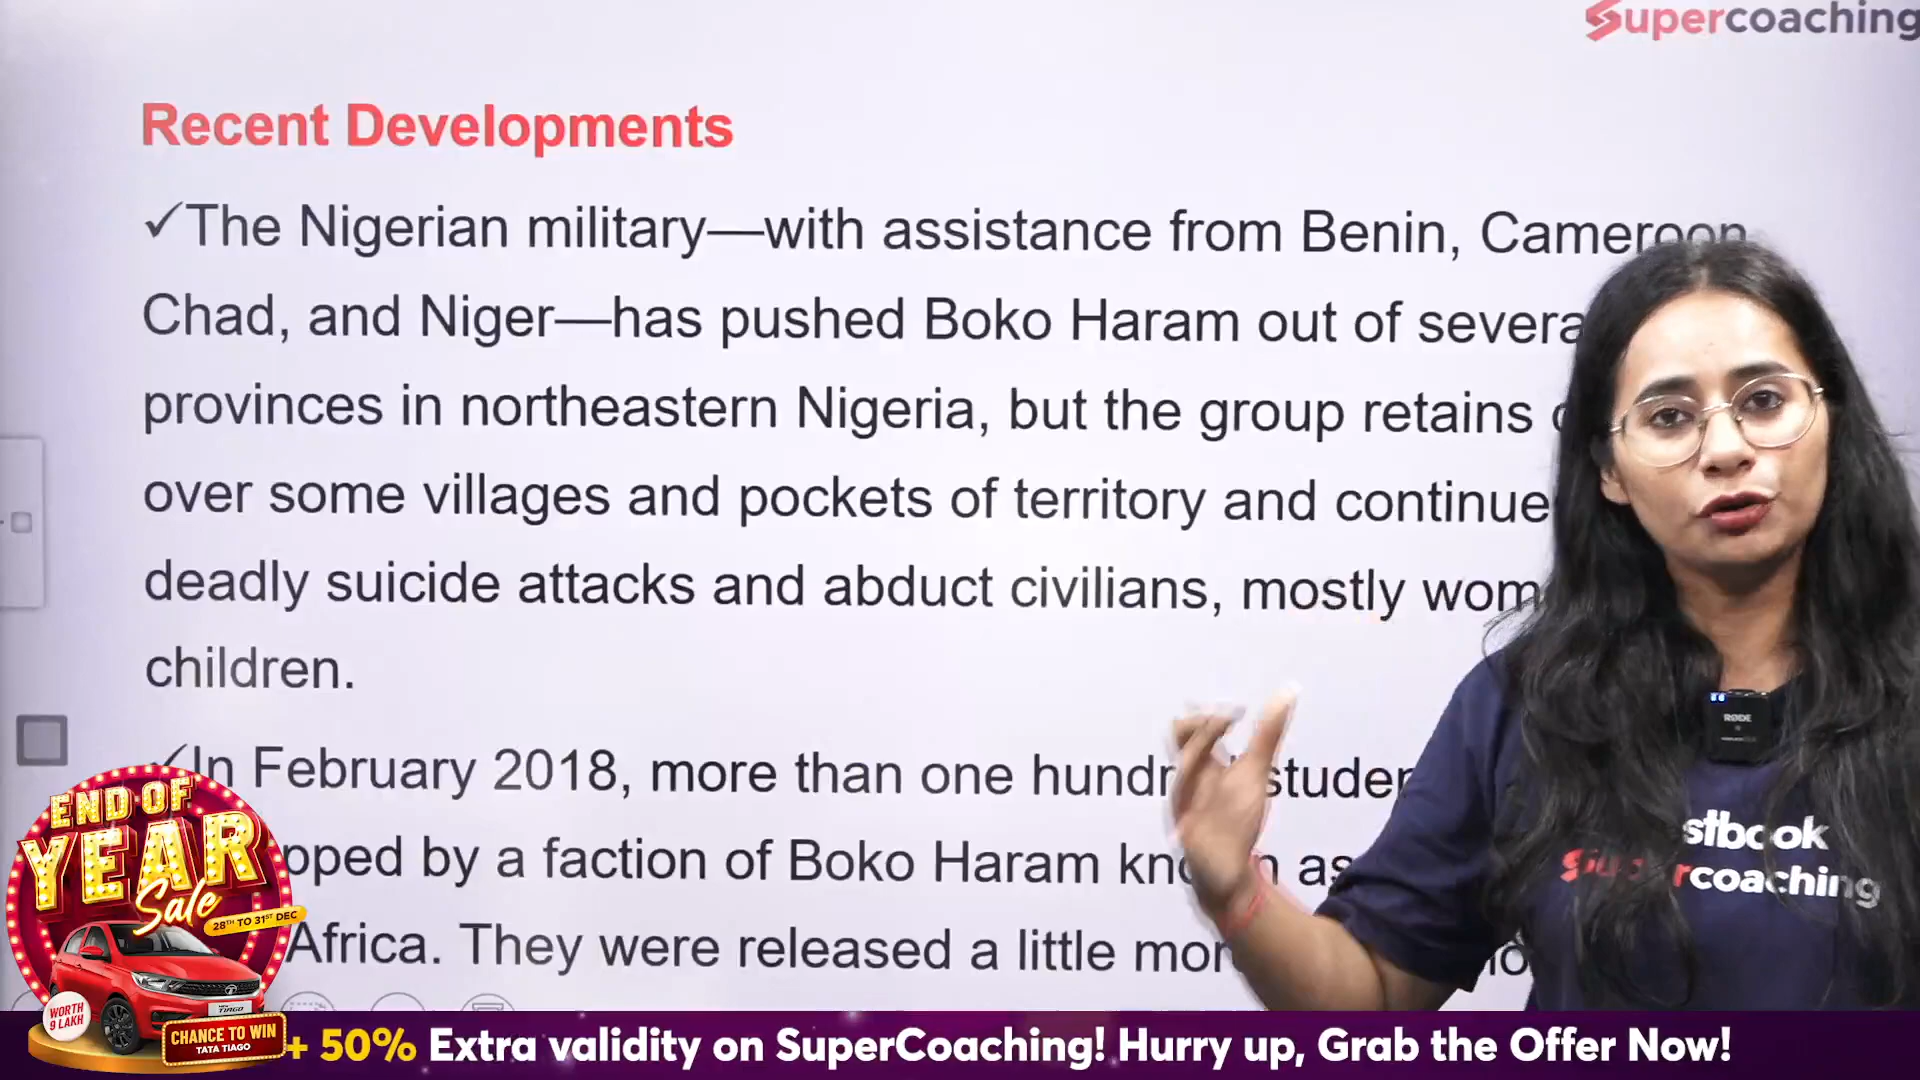 Supercoaching
Recent Developments
✓The Nigerian military—with assistance from Benin, Cameroon
Chad, and Niger—has pushed Boko Haram out of severa
provinces in northeastern Nigeria, but the group retains
over some villages and pockets of territory and continue
deadly suicide attacks and abduct civilians, mostly wom
children.
✓In February 2018, more than one hundr studen
pped by a faction of Boko Haram kn n as
Africa. They were released a little mor
RØDE
stbook
Supercoaching
END OF
YEAR
Sale
28TH TO 31ST DEC
WORTH
9 LAKH
TIAGO
CHANCE TO WIN
TATA TIAGO
+ 50% Extra validity on SuperCoaching! Hurry up, Grab the Offer Now!